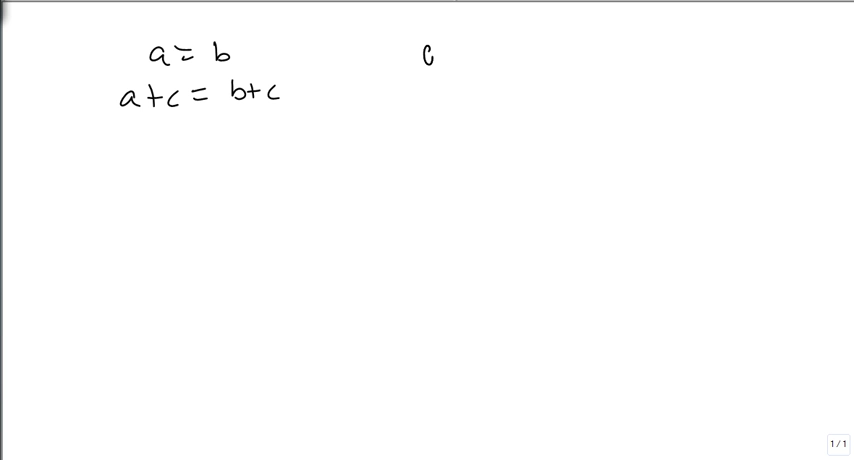 a = b
a + c = b + c
1 / 1